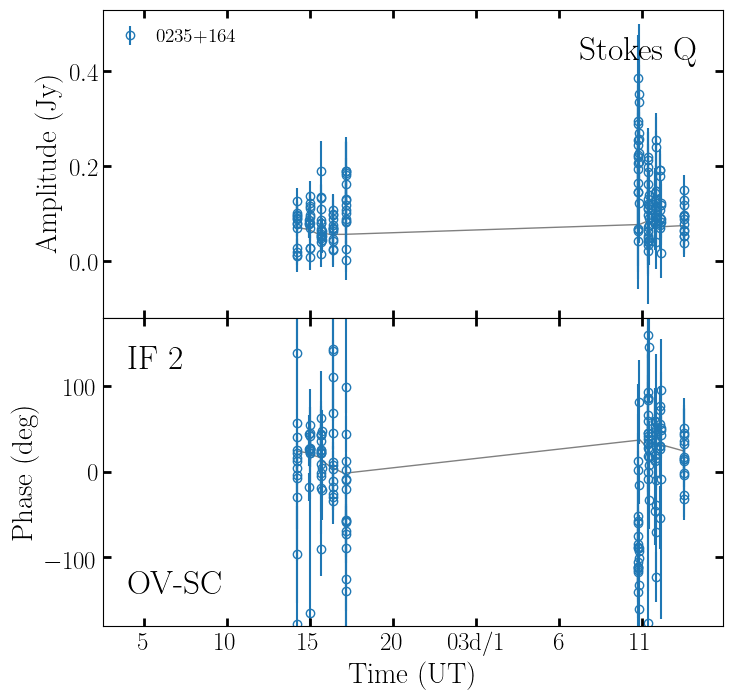 0235+164
Stokes Q
Amplitude (Jy)
0.4
0.2
0.0
IF 2
Phase (deg)
100
0
−100
OV-SC
5 10 15 20 03d/1 6 11
Time (UT)